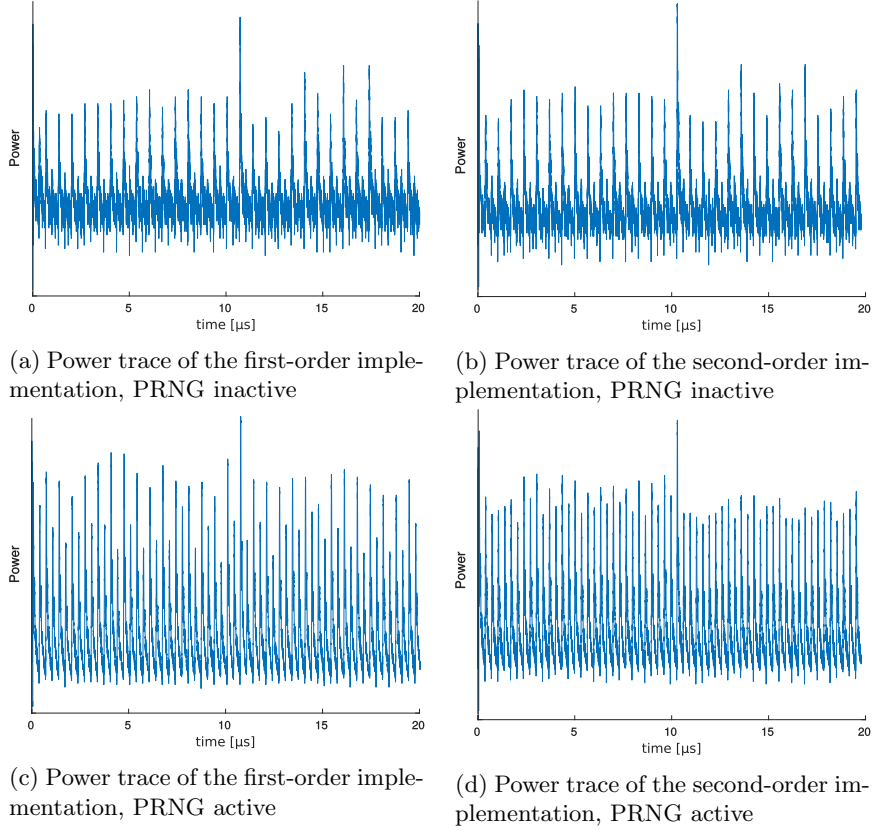 Power
0
5
10
15
20
time [µs]
(a) Power trace of the first-order imple-
mentation, PRNG inactive
Power
0
5
10
15
20
time [µs]
(b) Power trace of the second-order im-
plementation, PRNG inactive
Power
0
5
10
15
20
time [µs]
(c) Power trace of the first-order imple-
mentation, PRNG active
Power
0
5
10
15
20
time [µs]
(d) Power trace of the second-order im-
plementation, PRNG active